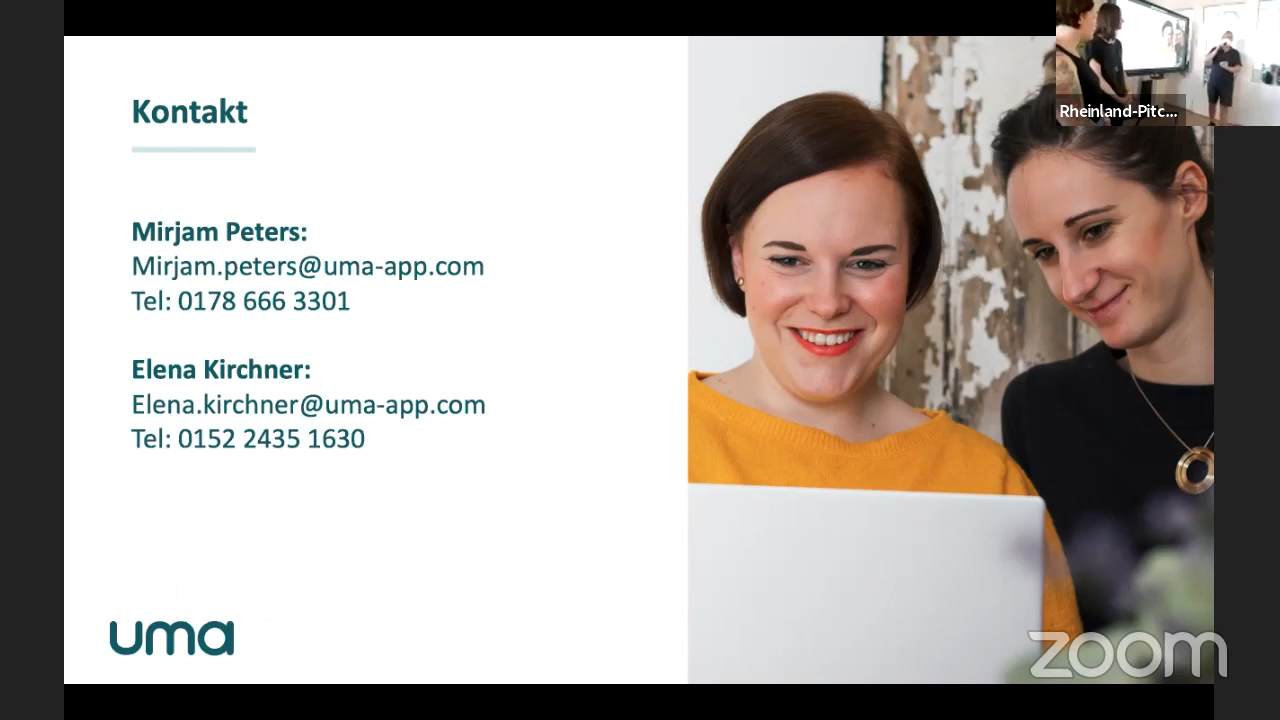 Kontakt
Mirjam Peters:
Mirjam.peters@uma-app.com
Tel: 0178 666 3301
Elena Kirchner:
Elena.kirchner@uma-app.com
Tel: 0152 2435 1630
uma
Rheinland-Pitc...
zoom